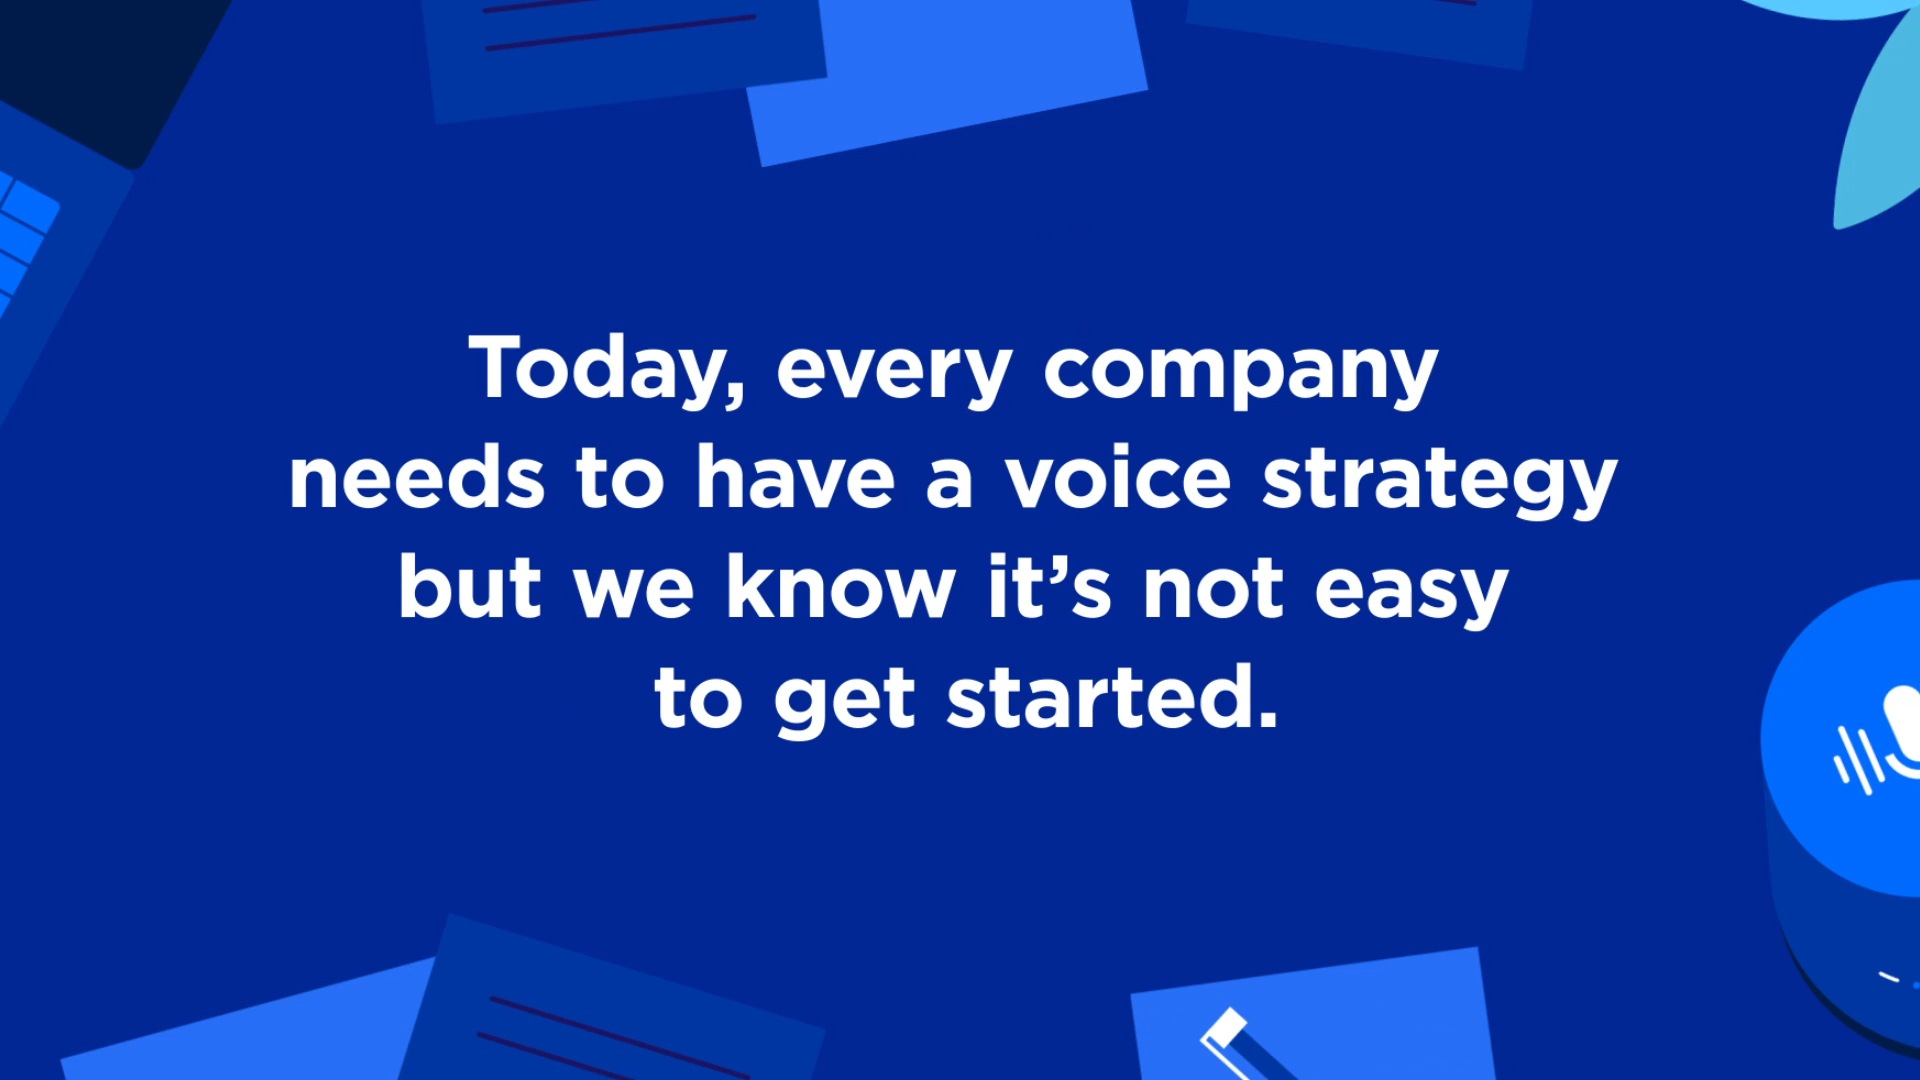 Today, every company
needs to have a voice strategy
but we know it’s not easy
to get started.